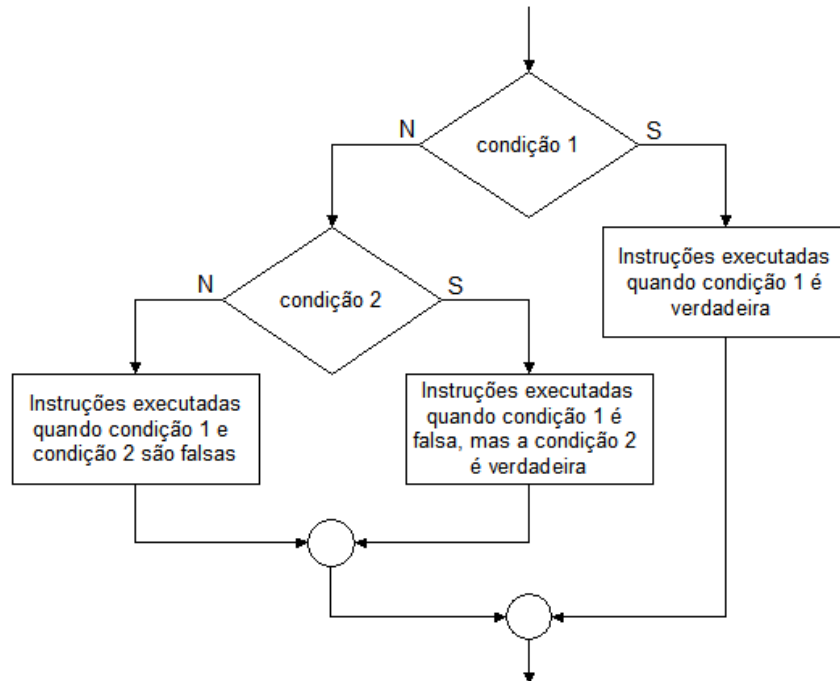 condição 1
N
S
Instruções executadas
quando condição 1 é
verdadeira
condição 2
N
S
Instruções executadas
quando condição 1 e
condição 2 são falsas
Instruções executadas
quando condição 1 é
falsa, mas a condição 2
é verdadeira